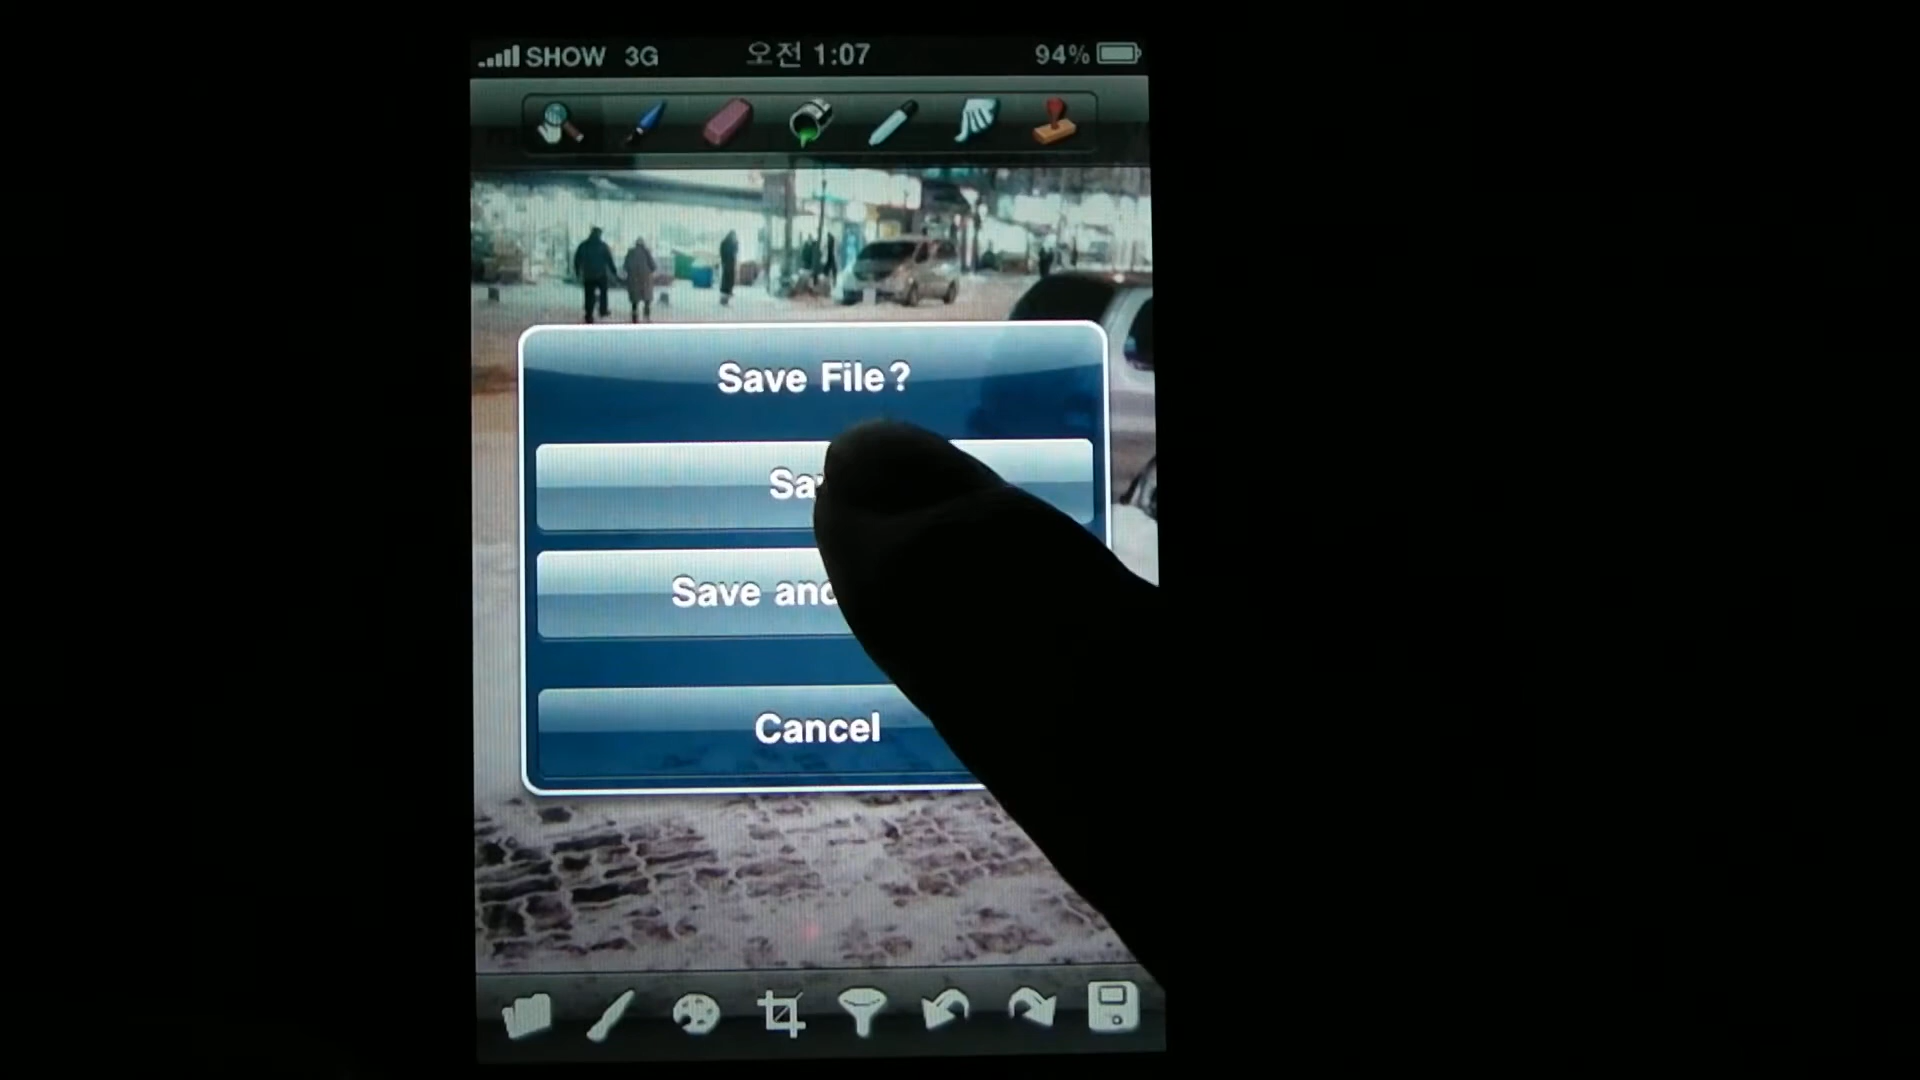 SHOW 3G 오전 1:07 94%
Save File?
Sa
Save and
Cancel